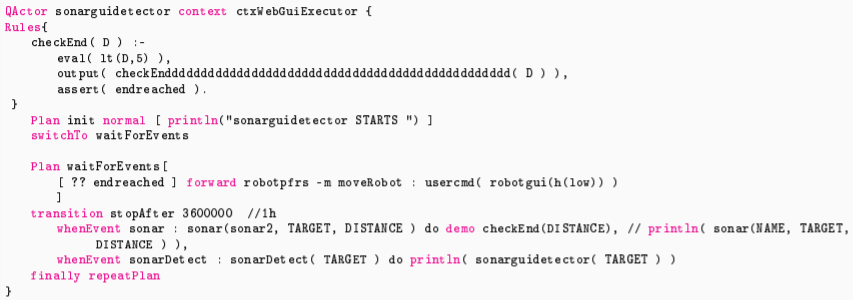 QActor sonarguidetector context ctxWebGuiExecutor {
Rules{
checkEnd( D ) :-
eval( lt(D,5) ),
output( checkEnddddddddddddddddddddddddddddddddddddddddddddddddd( D ) ),
assert( endreached ).
}
Plan init normal [ println("sonarguidetector STARTS ") ]
switchTo waitForEvents
Plan waitForEvents[
[ ?? endreached ] forward robotpfrs -m moveRobot : usercmd( robotgui(h(low)) )
]
transition stopAfter 3600000 //1h
whenEvent sonar : sonar(sonar2, TARGET, DISTANCE ) do demo checkEnd(DISTANCE), // println( sonar(NAME, TARGET,
DISTANCE ) ),
whenEvent sonarDetect : sonarDetect( TARGET ) do println( sonarguidetector( TARGET ) )
finally repeatPlan
}